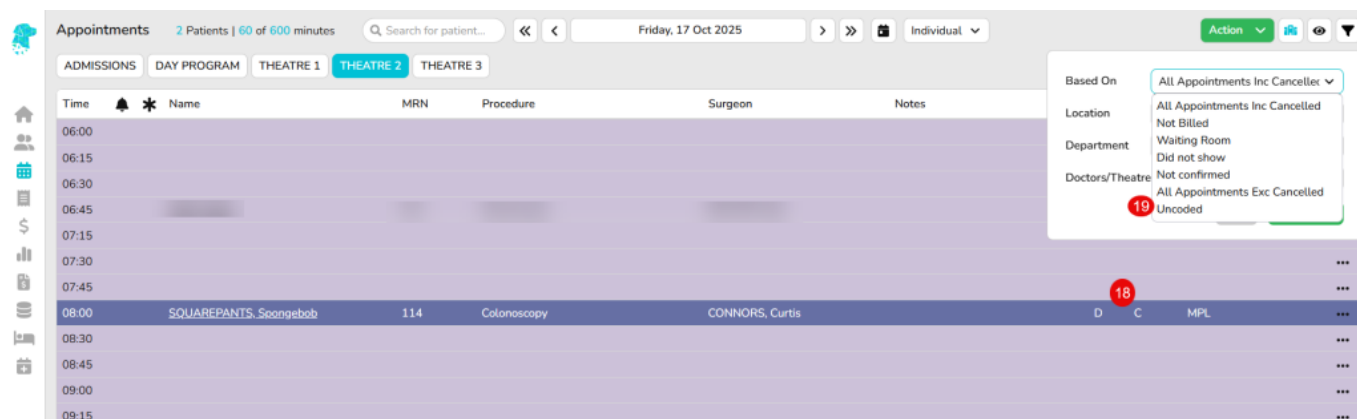 Appointments 2 Patients | 60 of 600 minutes Search for patient... Friday, 17 Oct 2025 Individual Action
ADMISSIONS DAY PROGRAM THEATRE 1 THEATRE 2 THEATRE 3
Based On All Appointments Inc Cancelled
Time Name MRN Procedure Surgeon Notes
All Appointments Inc Cancelled
Location
Not Billed
06:00
Waiting Room
Department
06:15
Did not show
Not confirmed
Doctors/Theatre
06:30
All Appointments Exc Cancelled
06:45
19 Uncoded
07:15
07:30
07:45
18
08:00 SQUAREPANTS, Spongebob 114 Colonoscopy CONNORS, Curtis D C MPL
08:30
08:45
09:00
09:15